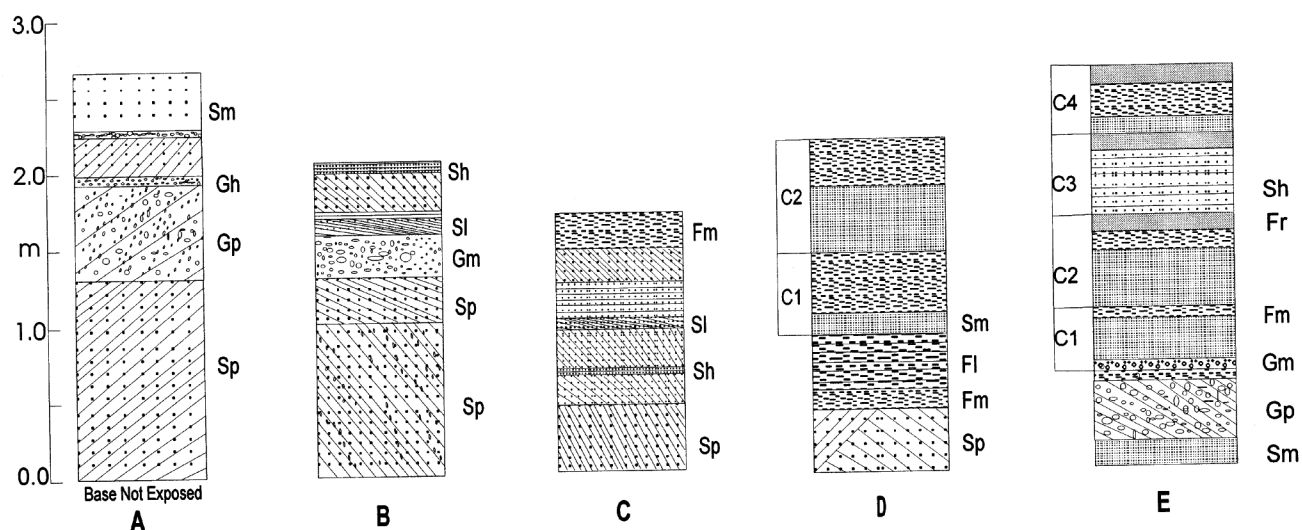 3.0
2.0
m
1.0
0.0
Sm
Gh
Gp
Sp
Base Not Exposed
A
Sh
Sl
Gm
Sp
Sp
B
Fm
Sl
Sh
Sp
C
C2
C1
Sm
Fl
Fm
Sp
D
C4
C3
C2
C1
Sh
Fr
Fm
Gm
Gp
Sm
E